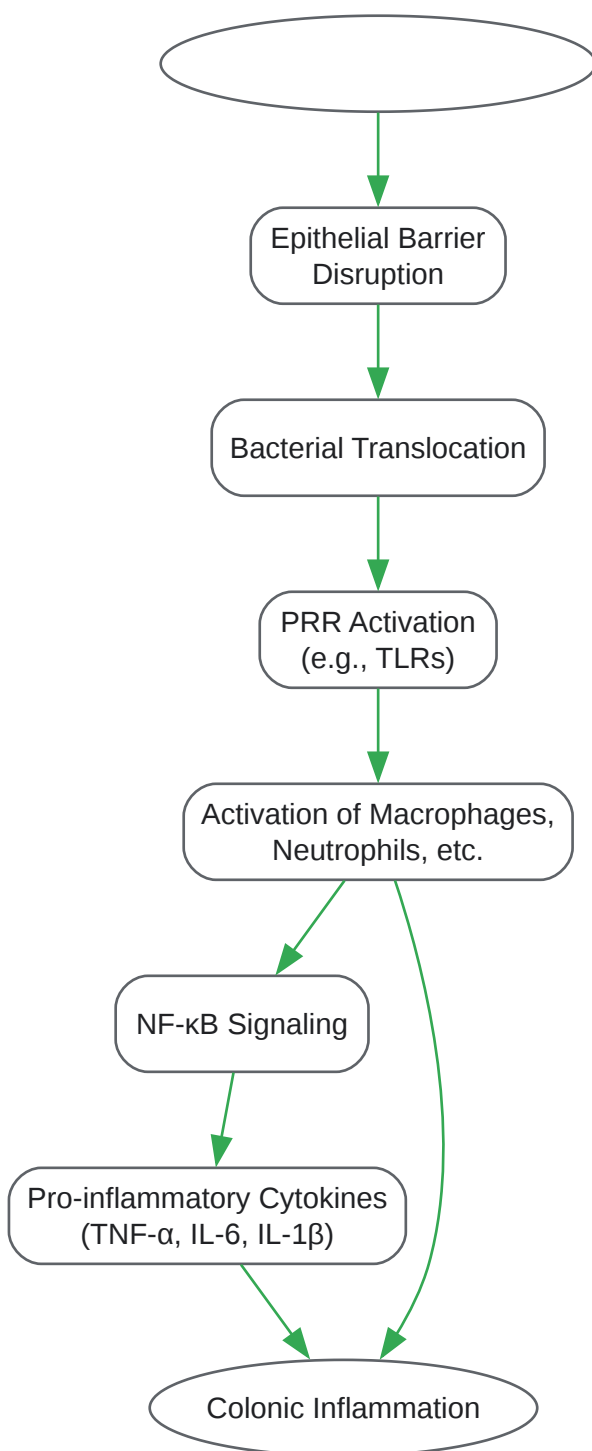 Epithelial Barrier
Disruption
Bacterial Translocation
PRR Activation
(e.g., TLRs)
Activation of Macrophages,
Neutrophils, etc.
NF-κB Signaling
Pro-inflammatory Cytokines
(TNF-α, IL-6, IL-1β)
Colonic Inflammation